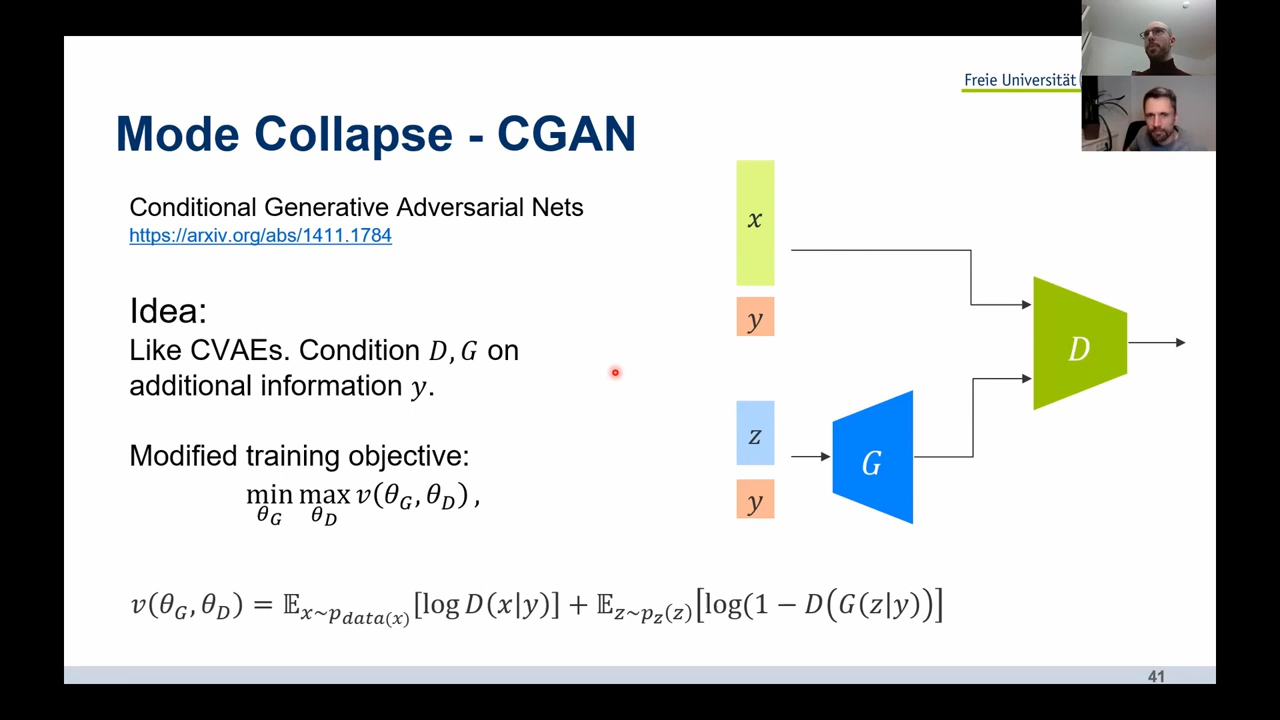 Freie Universität
Mode Collapse - CGAN
Conditional Generative Adversarial Nets
https://arxiv.org/abs/1411.1784
Idea:
Like CVAEs. Condition 𝐷, 𝐺 on
additional information 𝑦.
Modified training objective:
min max 𝑣(𝜃_𝐺, 𝜃_𝐷),
𝜃_𝐺 𝜃_𝐷
𝑣(𝜃_𝐺, 𝜃_𝐷) = 𝔼_{𝑥~𝑝_{𝑑𝑎𝑡𝑎(𝑥)}}[log 𝐷(𝑥|𝑦)] + 𝔼_{𝑧~𝑝_𝑧(𝑧)}[log(1 − 𝐷(𝐺(𝑧|𝑦))]
𝑥
𝑦
𝐷
𝑧
𝐺
𝑦
41